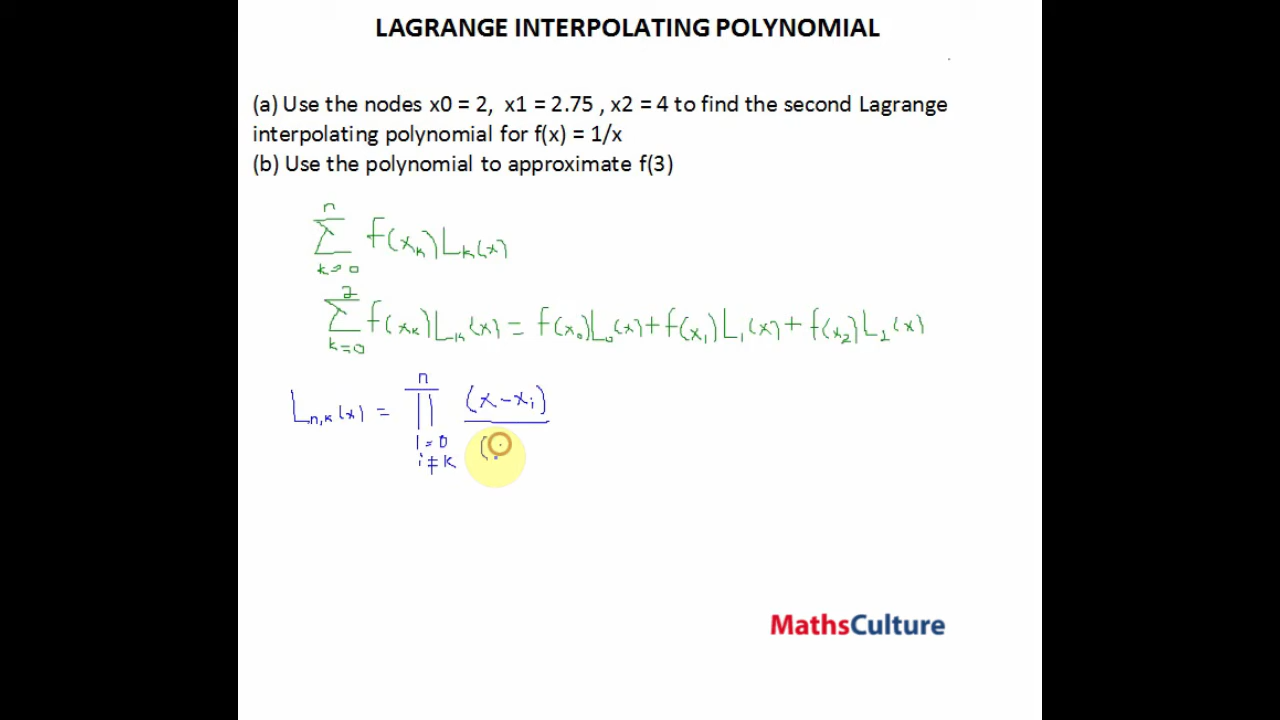 LAGRANGE INTERPOLATING POLYNOMIAL
(a) Use the nodes x0 = 2, x1 = 2.75 , x2 = 4 to find the second Lagrange
interpolating polynomial for f(x) = 1/x
(b) Use the polynomial to approximate f(3)
n
∑ f(xₖ)Lₖ(x)
k=0
2
∑ f(xₖ)Lₖ(x) = f(x₀)L₀(x)+f(x₁)L₁(x)+f(x₂)L₂(x)
k=0
n (x-xᵢ)
Lₙ,ₖ(x) = ∏ (
i=0
i≠k
MathsCulture